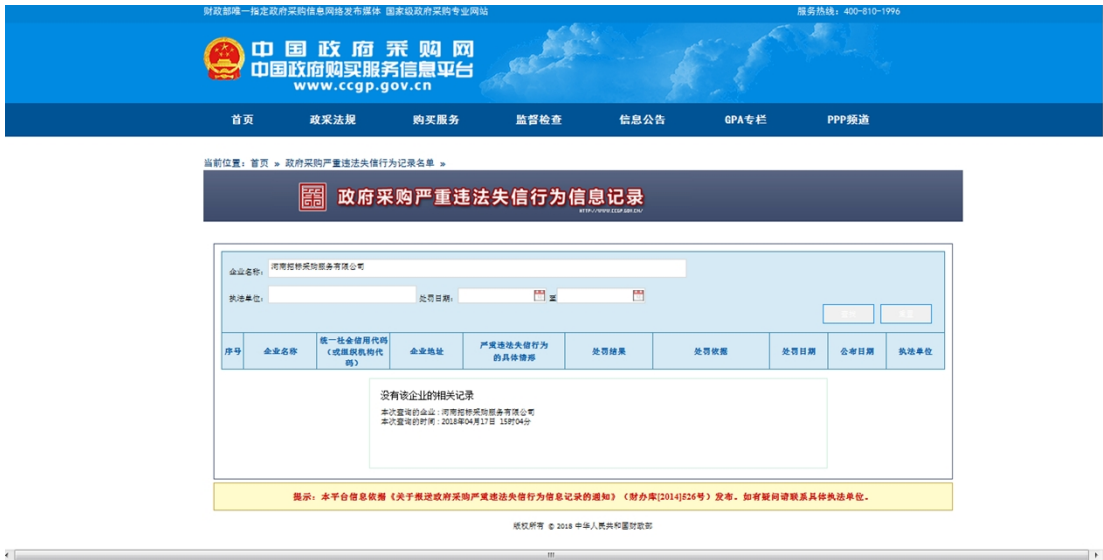 财政部唯一指定政府采购信息网络发布媒体 国家级政府采购专业网站 服务热线：400-810-1996
中国政府采购网
中国政府购买服务信息平台
www.ccgp.gov.cn
首页 政采法规 购买服务 监督检查 信息公告 GPA专栏 PPP频道
当前位置：首页 » 政府采购严重违法失信行为记录名单 »
政府采购严重违法失信行为信息记录
HTTP://WWW.CCGP.GOV.CN/
企业名称： 河南招标采购服务有限公司
执法单位： 处罚日期： 至
序号 企业名称 统一社会信用代码（或组织机构代码） 企业地址 严重违法失信行为的具体情形 处罚结果 处罚依据 处罚日期 公布日期 执法单位
没有该企业的相关记录
本次查询的企业：河南招标采购服务有限公司
本次查询的时间：2018年04月17日 15时04分
提示：本平台信息依据《关于报送政府采购严重违法失信行为信息记录的通知》（财办库[2014]526号）发布。如有疑问请联系具体执法单位。
版权所有 © 2018 中华人民共和国财政部